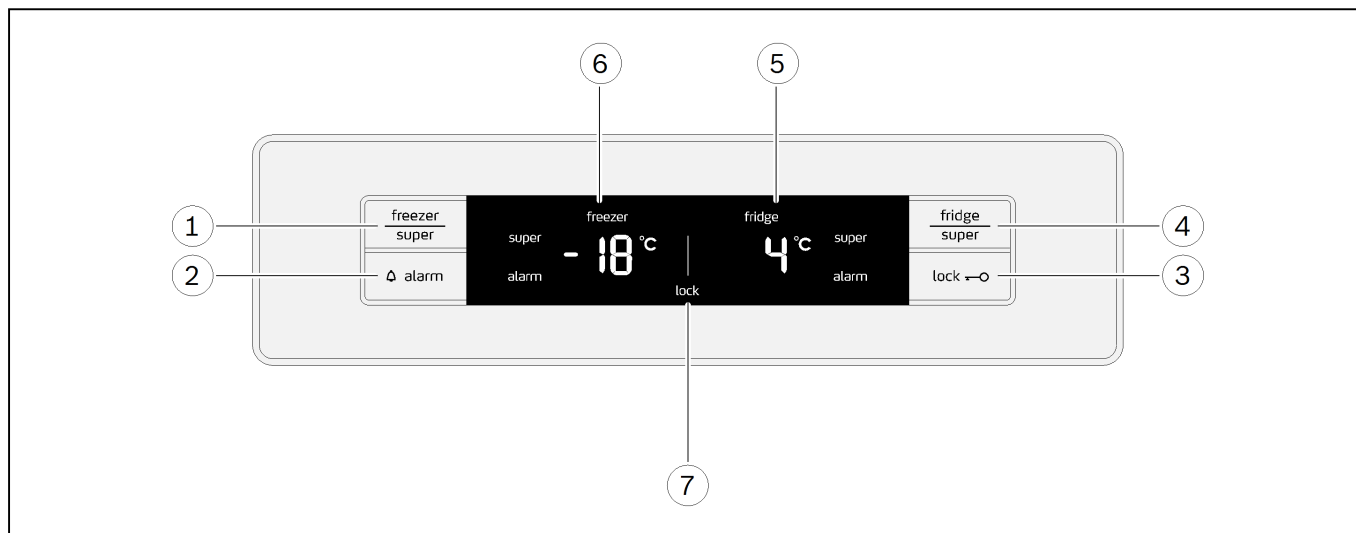 6 5
freezer fridge
1 freezer super 4
super super -18 °C 4 °C super super
2 alarm alarm alarm lock 3
lock
7